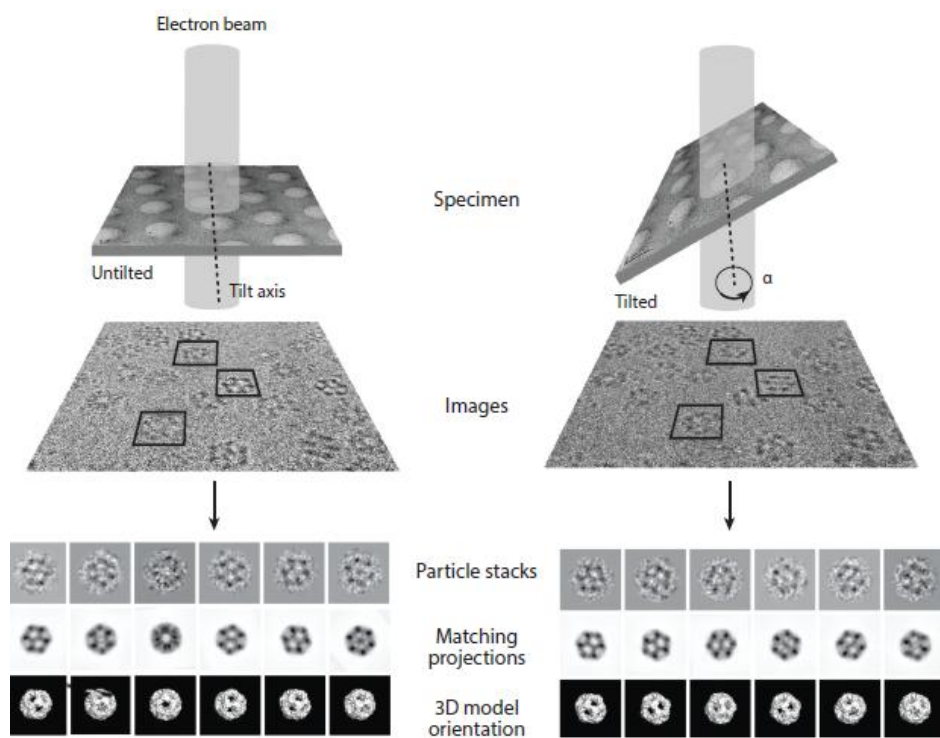 Electron beam
Specimen
Untilted
Tilt axis
Tilted
α
Images
Particle stacks
Matching
projections
3D model
orientation